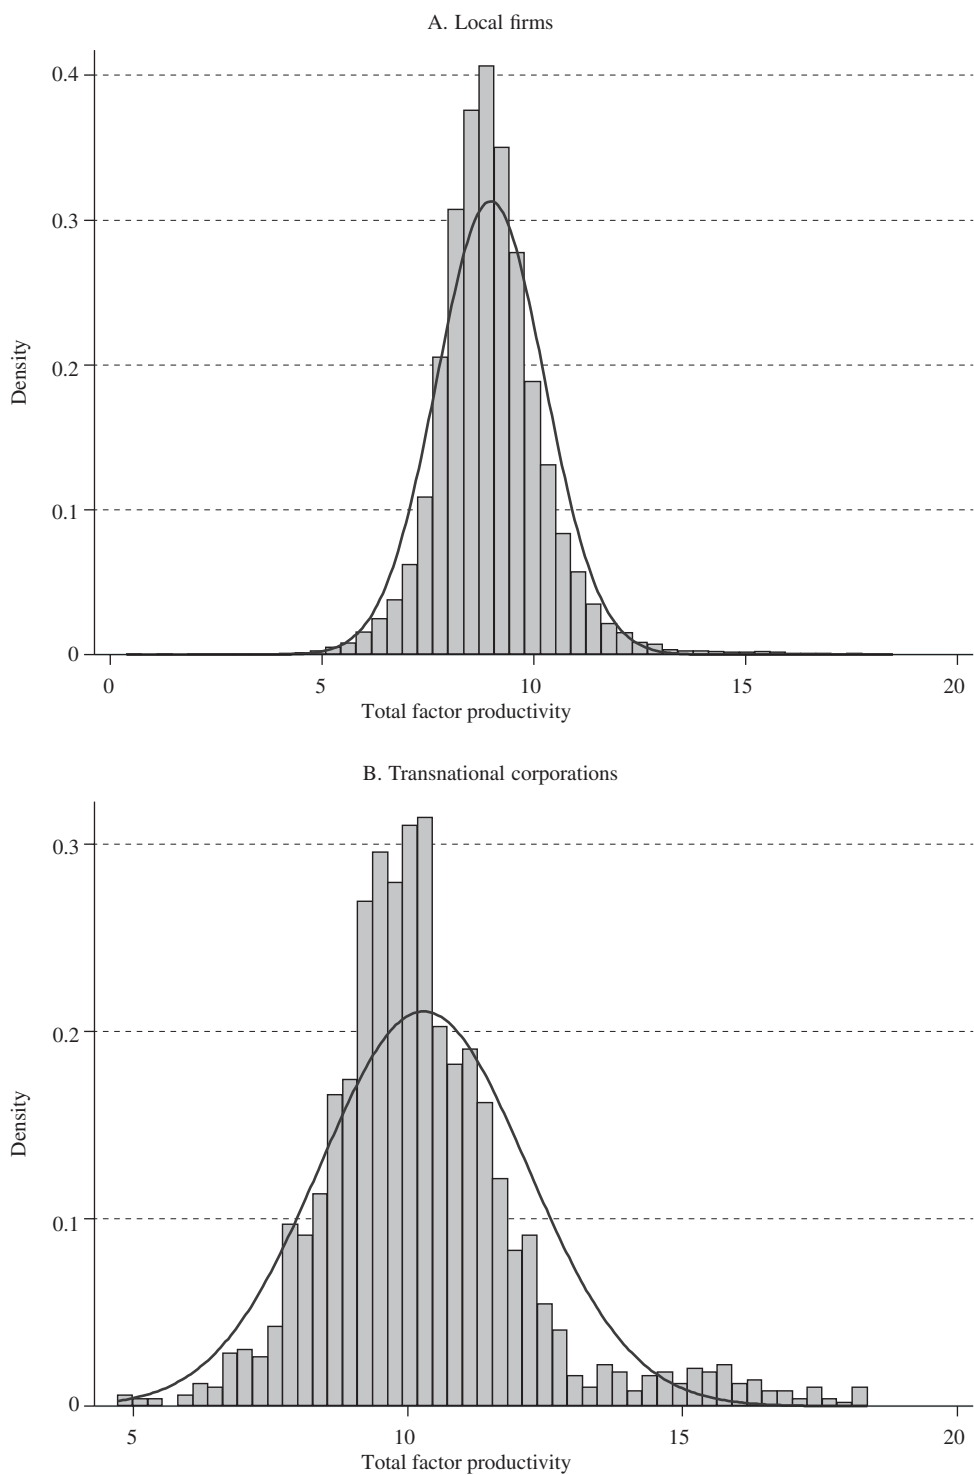 A. Local firms
0.4
0.3
0.2
0.1
0
Density
0 5 10 15 20
Total factor productivity
B. Transnational corporations
0.3
0.2
0.1
0
Density
5 10 15 20
Total factor productivity